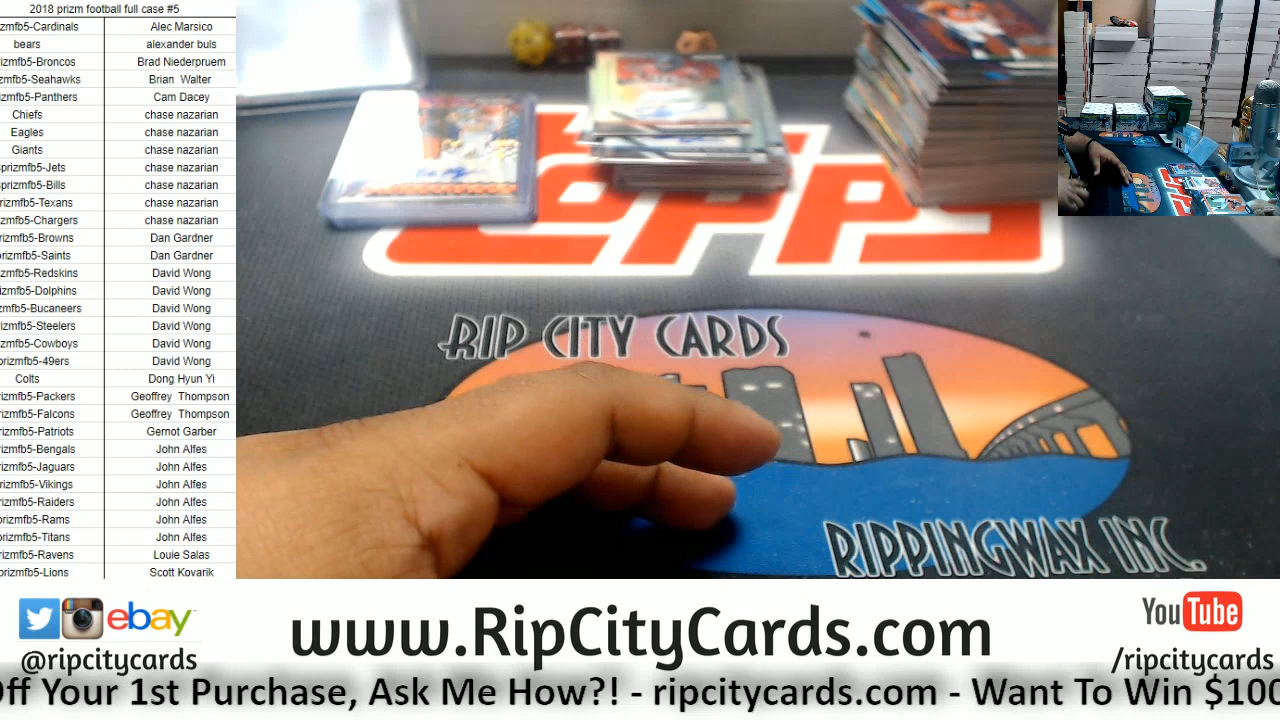 2018 prizm football full case #5
zmfb5-Cardinals Alec Marsico
bears alexander buls
rizmfb5-Broncos Brad Niederpruem
izmfb5-Seahawks Brian Walter
zmfb5-Panthers Cam Dacey
Chiefs chase nazarian
Eagles chase nazarian
Giants chase nazarian
prizmfb5-Jets chase nazarian
prizmfb5-Bills chase nazarian
rizmfb5-Texans chase nazarian
izmfb5-Chargers chase nazarian
rizmfb5-Browns Dan Gardner
prizmfb5-Saints Dan Gardner
izmfb5-Redskins David Wong
izmfb5-Dolphins David Wong
zmfb5-Bucaneers David Wong
izmfb5-Steelers David Wong
izmfb5-Cowboys David Wong
prizmfb5-49ers David Wong
Colts Dong Hyun Yi
rizmfb5-Packers Geoffrey Thompson
rizmfb5-Falcons Geoffrey Thompson
rizmfb5-Patriots Gernot Garber
rizmfb5-Bengals John Alfes
izmfb5-Jaguars John Alfes
rizmfb5-Vikings John Alfes
rizmfb5-Raiders John Alfes
prizmfb5-Rams John Alfes
prizmfb5-Titans John Alfes
rizmfb5-Ravens Louie Salas
prizmfb5-Lions Scott Kovarik
RIP CITY CARDS
RIPPINGWAX INC.
ebay
@ripcitycards
www.RipCityCards.com
YouTube
/ripcitycards
Off Your 1st Purchase, Ask Me How?! - ripcitycards.com - Want To Win $100